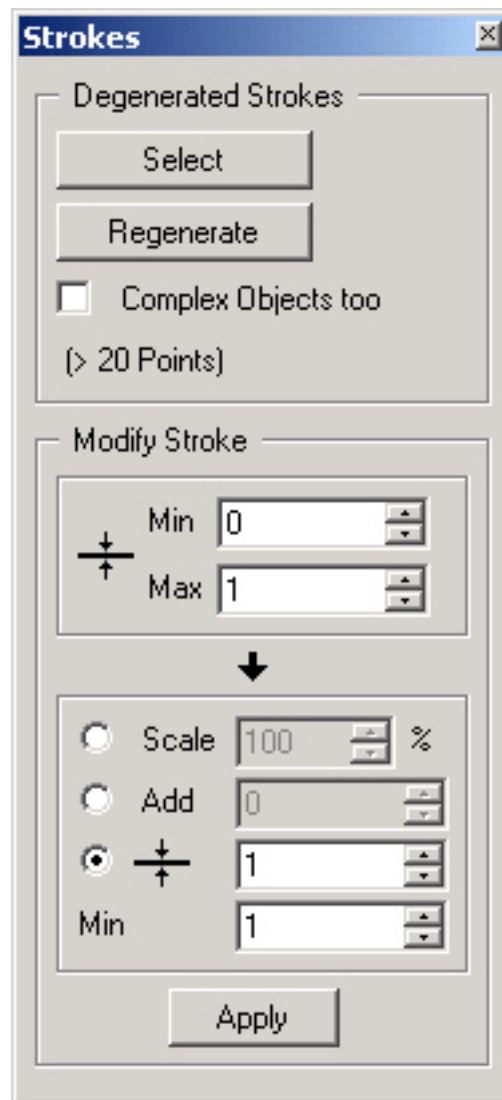 Strokes
Degenerated Strokes
Select
Regenerate
Complex Objects too
(> 20 Points)
Modify Stroke
Min 0
Max 1
Scale 100 %
Add 0
1
Min 1
Apply